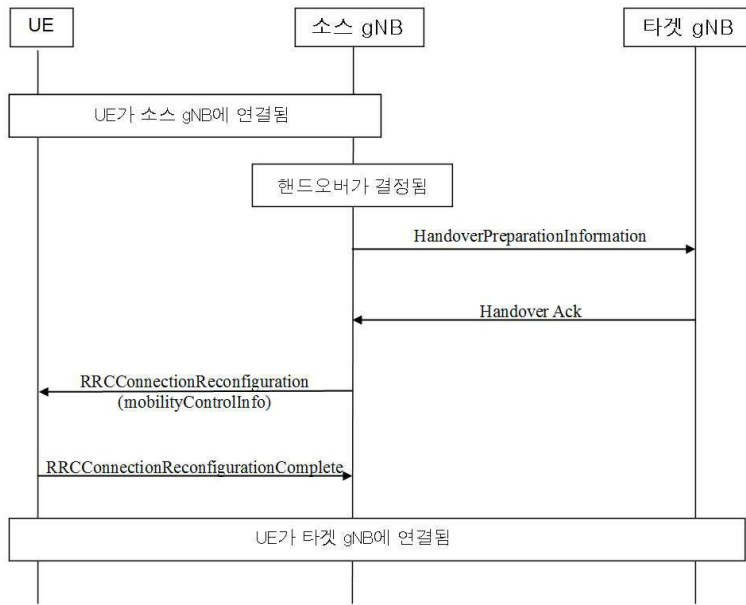 UE
소스 gNB
타겟 gNB
UE가 소스 gNB에 연결됨
핸드오버가 결정됨
HandoverPreparationInformation
Handover Ack
RRCConnectionReconfiguration
(mobilityControlInfo)
RRCConnectionReconfigurationComplete
UE가 타겟 gNB에 연결됨